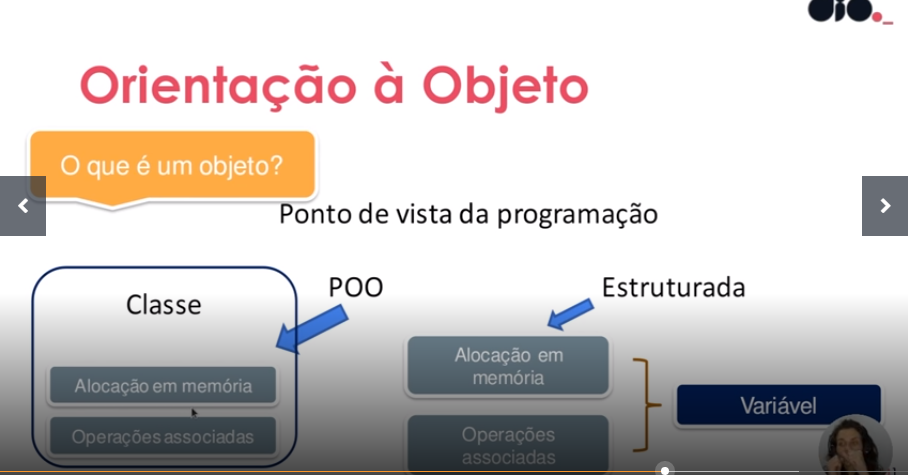 dio._
Orientação à Objeto
O que é um objeto?
Ponto de vista da programação
POO
Estruturada
Classe
Alocação em memória
Operações associadas
Alocação em
memória
Operações
associadas
Variável